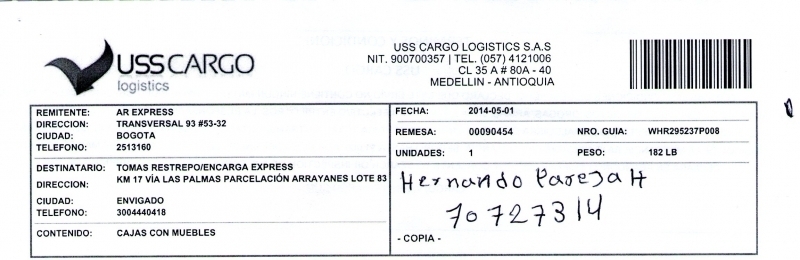 USS CARGO
logistics
USS CARGO LOGISTICS S.A.S
NIT. 900700357 | TEL. (057) 4121006
CL 35 A # 80A - 40
MEDELLIN - ANTIOQUIA
REMITENTE: AR EXPRESS
DIRECCION: TRANSVERSAL 93 #53-32
CIUDAD: BOGOTA
TELEFONO: 2513160
DESTINATARIO: TOMAS RESTREPO/ENCARGA EXPRESS
DIRECCION: KM 17 VÍA LAS PALMAS PARCELACIÓN ARRAYANES LOTE 83
CIUDAD: ENVIGADO
TELEFONO: 3004440418
CONTENIDO: CAJAS CON MUEBLES
FECHA: 2014-05-01
REMESA: 00090454 NRO. GUIA: WHR295237P008
UNIDADES: 1 PESO: 182 LB
Hernando Pareja H
70727314
- COPIA -